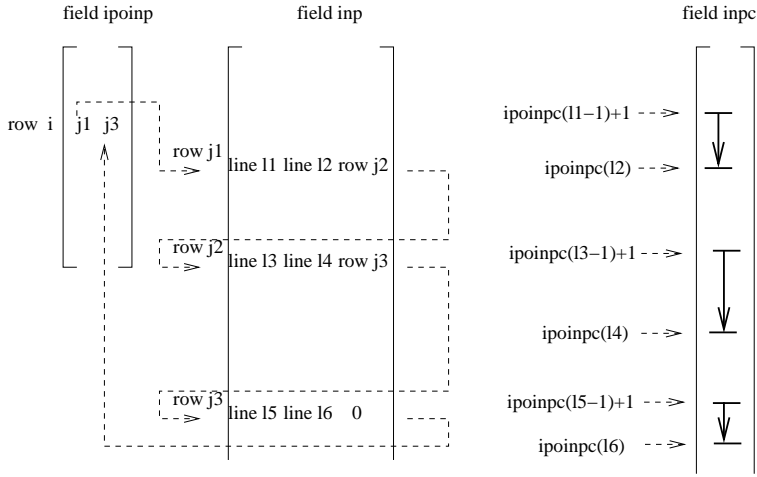 field ipoinp
field inp
field inpc
row i
j1 j3
row j1
line l1 line l2 row j2
row j2
line l3 line l4 row j3
row j3
line l5 line l6 0
ipoinpc(l1−1)+1
ipoinpc(l2)
ipoinpc(l3−1)+1
ipoinpc(l4)
ipoinpc(l5−1)+1
ipoinpc(l6)